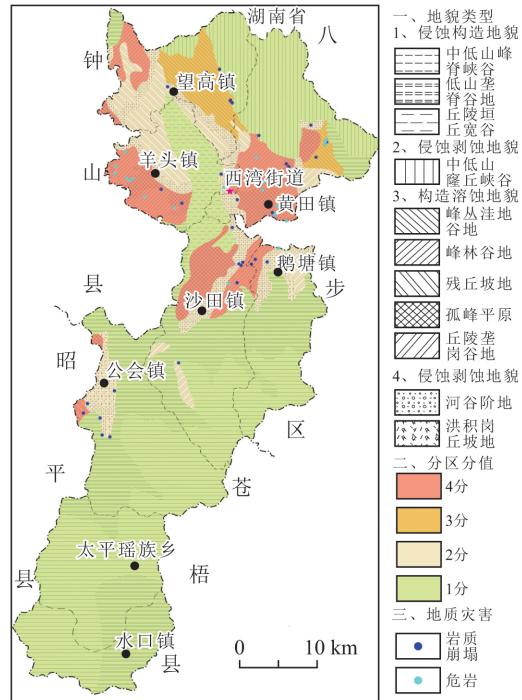 湖南省
八
钟
望高镇
羊头镇
山
西湾街道
黄田镇
鹅塘镇
步
县
沙田镇
昭
公会镇
区
平
苍
太平瑶族乡
梧
县
水口镇
县
0
10 km
一、地貌类型
1、侵蚀构造地貌
中低山峰
脊峡谷
低山垄
脊谷地
丘陵垣
丘宽谷
2、侵蚀剥蚀地貌
中低山
窿丘峡谷
3、构造溶蚀地貌
峰丛洼地
谷地
峰林谷地
残丘坡地
孤峰平原
丘陵垄
岗谷地
4、侵蚀剥蚀地貌
河谷阶地
洪积岗
丘坡地
二、分区分值
4分
3分
2分
1分
三、地质灾害
岩质
崩塌
危岩